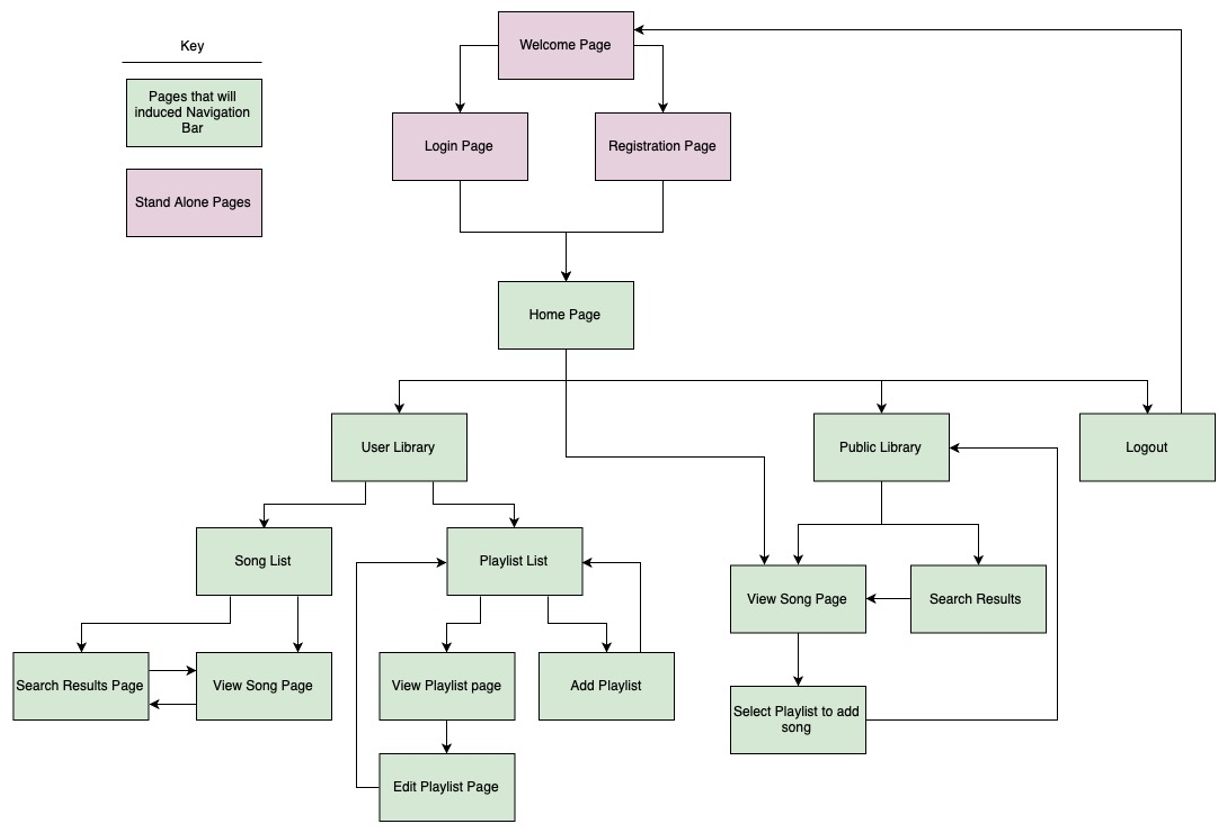 Welcome Page
Key
Pages that will
induced Navigation
Bar
Login Page
Registration Page
Stand Alone Pages
Home Page
User Library
Public Library
Logout
Song List
Playlist List
View Song Page
Search Results
Search Results Page
View Song Page
View Playlist page
Add Playlist
Select Playlist to add
song
Edit Playlist Page